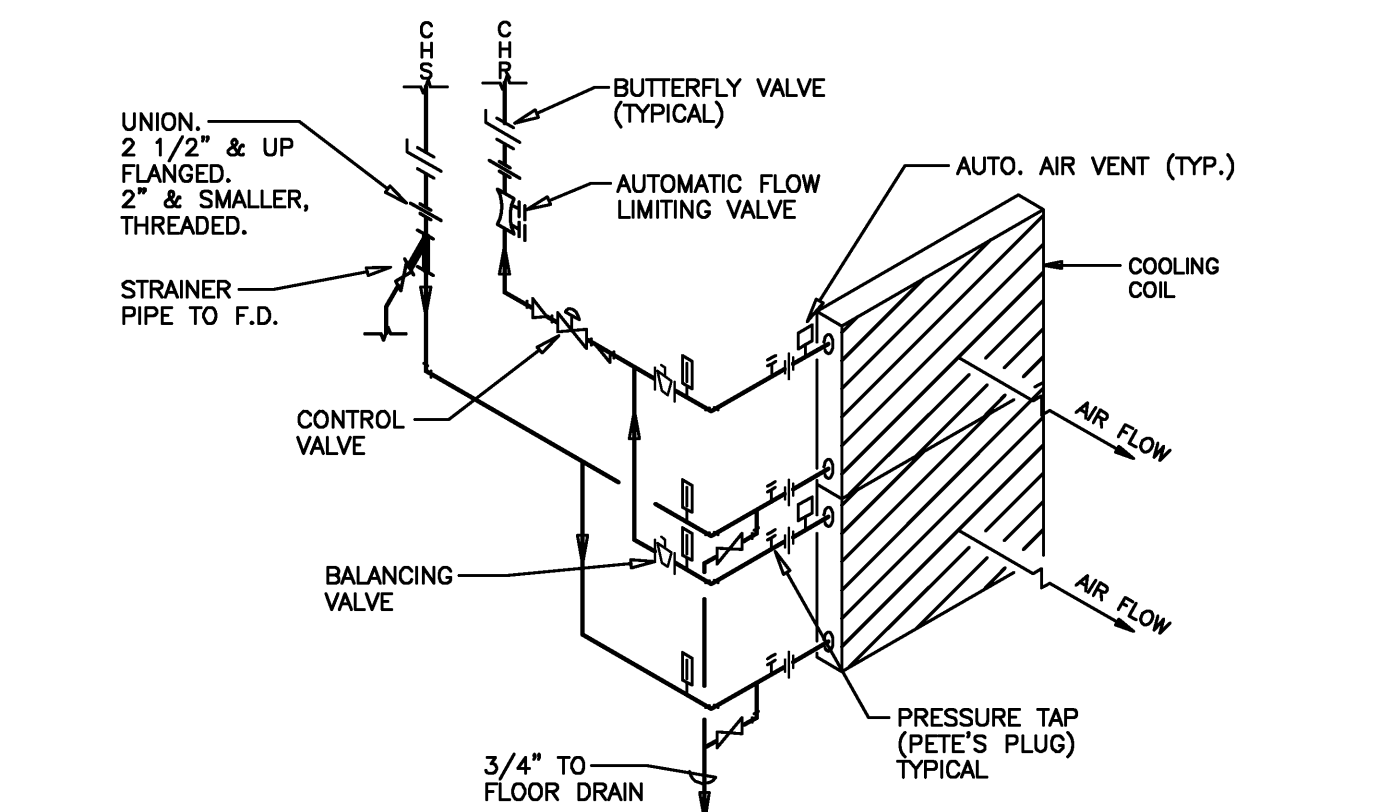 CHS
CHR
BUTTERFLY VALVE
(TYPICAL)
UNION.
2 1/2" & UP
FLANGED.
2" & SMALLER,
THREADED.
AUTO. AIR VENT (TYP.)
AUTOMATIC FLOW
LIMITING VALVE
COOLING
COIL
STRAINER
PIPE TO F.D.
CONTROL
VALVE
AIR FLOW
BALANCING
VALVE
AIR FLOW
PRESSURE TAP
(PETE'S PLUG)
TYPICAL
3/4" TO
FLOOR DRAIN